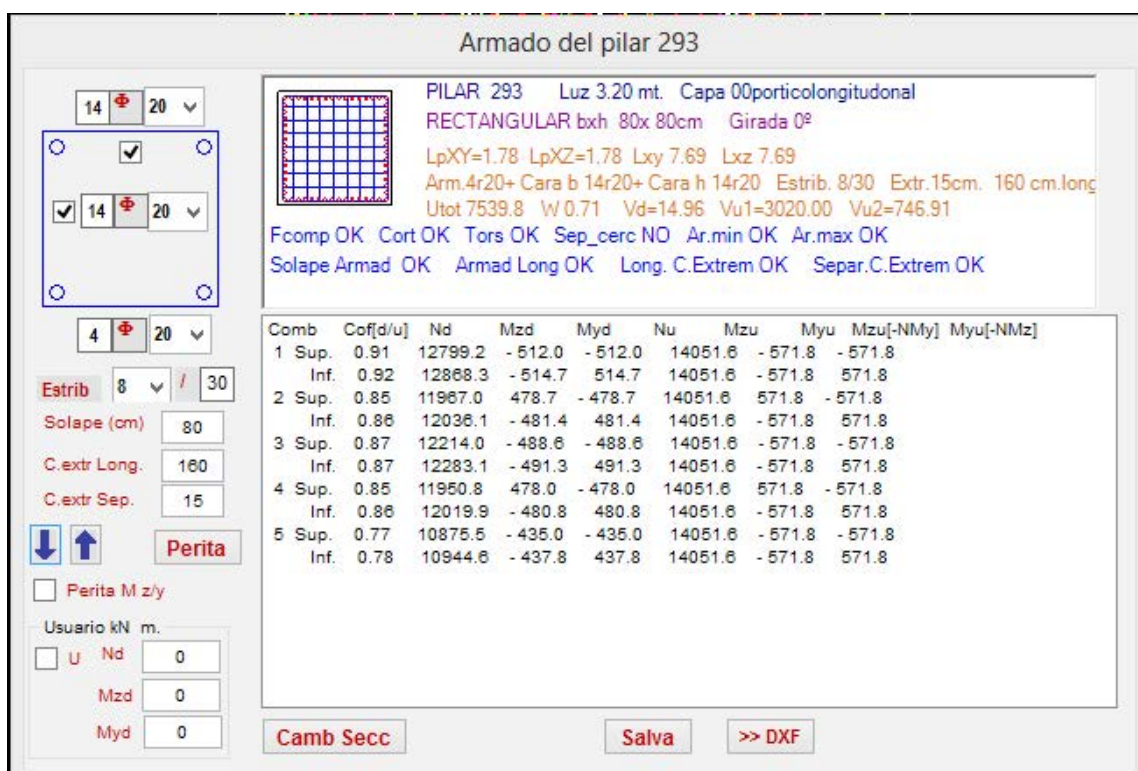 Armado del pilar 293
14 Φ 20
14 Φ 20
4 Φ 20
Estrib 8 / 30
Solape (cm) 80
C.extr Long. 160
C.extr Sep. 15
Perita
Perita M z/y
Usuario kN m.
U Nd 0
Mzd 0
Myd 0
PILAR 293 Luz 3.20 mt. Capa 00porticolongitudonal
RECTANGULAR bxh 80x 80cm Girada 0º
LpXY=1.78 LpXZ=1.78 Lxy 7.69 Lxz 7.69
Arm.4r20+ Cara b 14r20+ Cara h 14r20 Estrib. 8/30 Extr.15cm. 160 cm.long
Utot 7539.8 W 0.71 Vd=14.96 Vu1=3020.00 Vu2=746.91
Fcomp OK Cort OK Tors OK Sep_cerc NO Ar.min OK Ar.max OK
Solape Armad OK Armad Long OK Long. C.Extrem OK Separ.C.Extrem OK
Comb Cof[d/u] Nd Mzd Myd Nu Mzu Myu Mzu[-NMy] Myu[-NMz]
1 Sup. 0.91 12799.2 - 512.0 - 512.0 14051.6 - 571.8 - 571.8
Inf. 0.92 12868.3 - 514.7 514.7 14051.6 - 571.8 571.8
2 Sup. 0.85 11967.0 478.7 - 478.7 14051.6 571.8 - 571.8
Inf. 0.86 12036.1 - 481.4 481.4 14051.6 - 571.8 571.8
3 Sup. 0.87 12214.0 - 488.6 - 488.6 14051.6 - 571.8 - 571.8
Inf. 0.87 12283.1 - 491.3 491.3 14051.6 - 571.8 571.8
4 Sup. 0.85 11950.8 478.0 - 478.0 14051.6 571.8 - 571.8
Inf. 0.86 12019.9 - 480.8 480.8 14051.6 - 571.8 571.8
5 Sup. 0.77 10875.5 - 435.0 - 435.0 14051.6 - 571.8 - 571.8
Inf. 0.78 10944.6 - 437.8 437.8 14051.6 - 571.8 571.8
Camb Secc
Salva
>> DXF